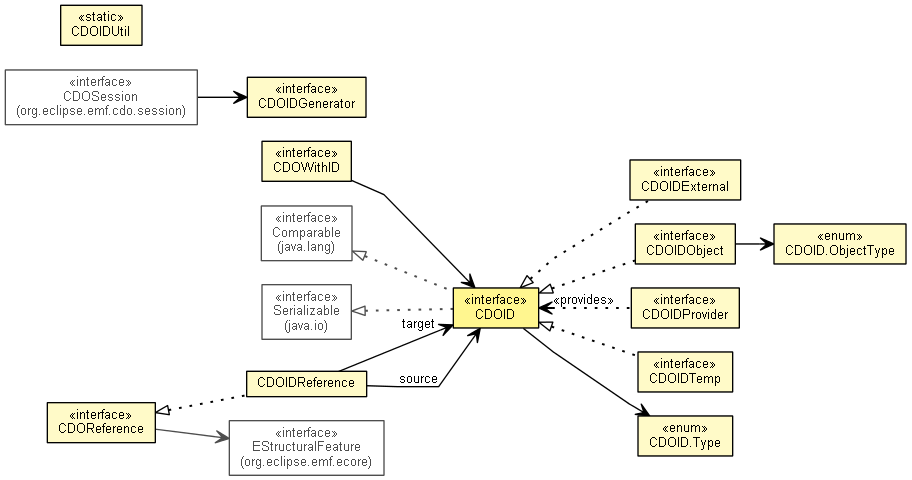 «static»
CDOIDUtil
«interface»
CDOSession
(org.eclipse.emf.cdo.session)
«interface»
CDOIDGenerator
«interface»
CDOWithID
«interface»
CDOIDExternal
«interface»
Comparable
(java.lang)
«interface»
CDOIDObject
«enum»
CDOID.ObjectType
«interface»
Serializable
(java.io)
«interface»
CDOID
«provides»
«interface»
CDOIDProvider
target
source
CDOIDReference
«interface»
CDOIDTemp
«interface»
CDOReference
«interface»
EStructuralFeature
(org.eclipse.emf.ecore)
«enum»
CDOID.Type